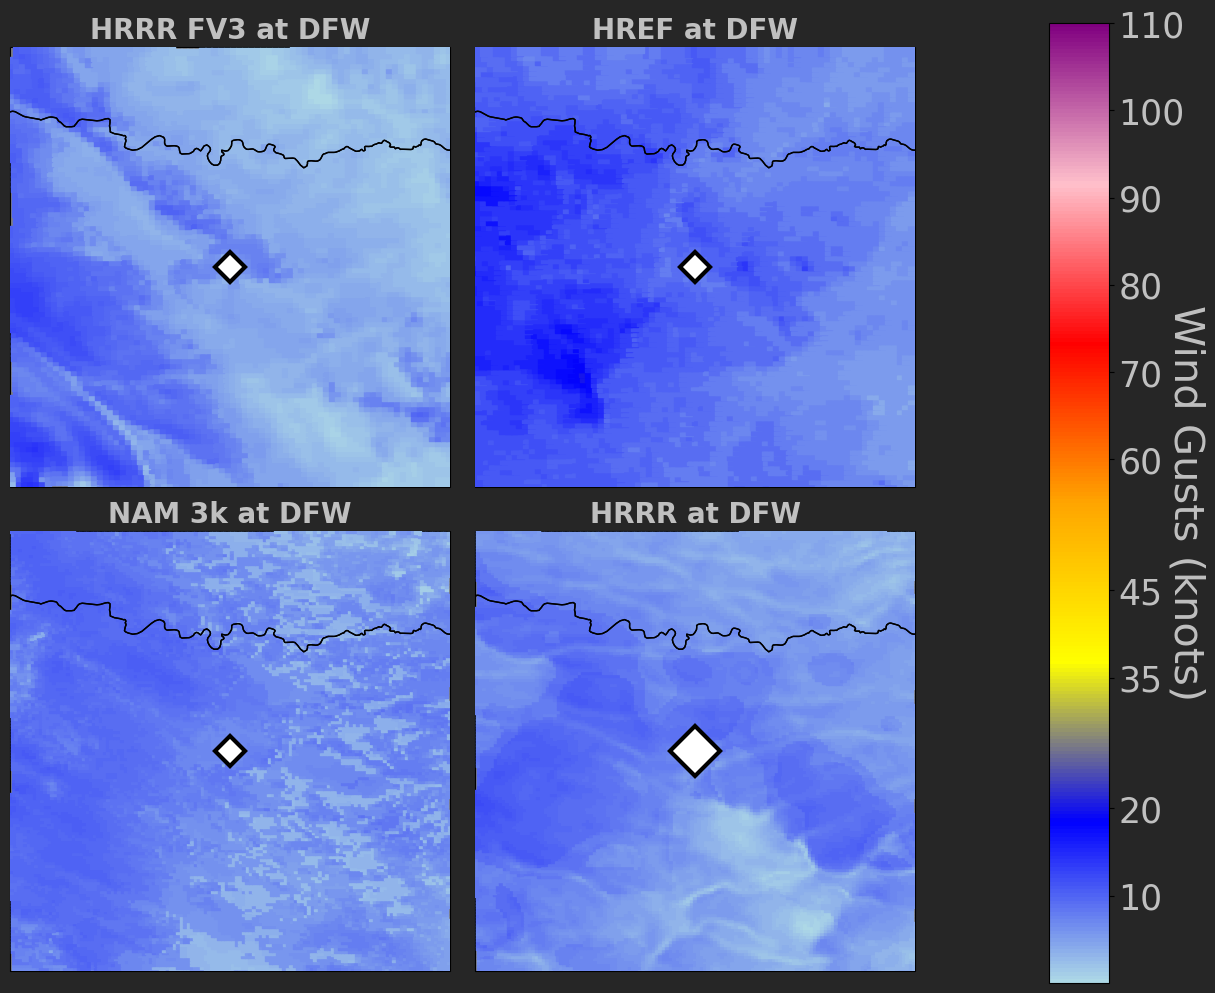 HRRR FV3 at DFW
HREF at DFW
NAM 3k at DFW
HRRR at DFW
110
100
90
80
70
60
45
35
20
10
Wind Gusts (knots)